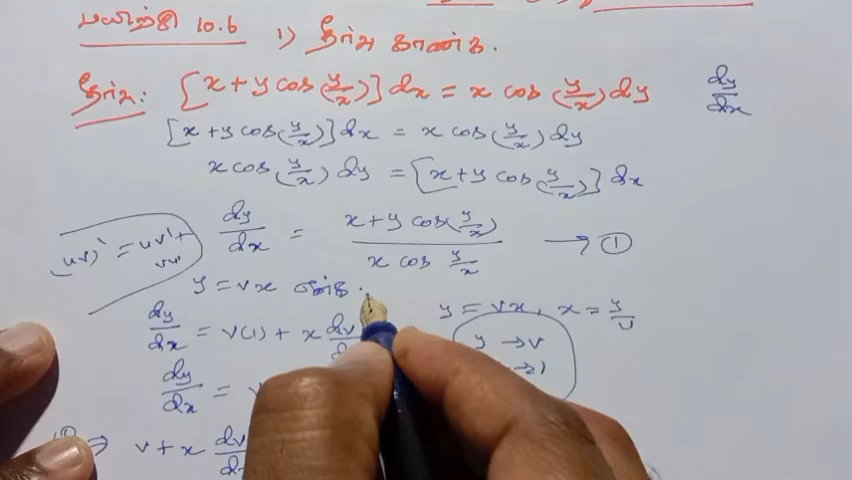 பயிற்சி 10.6 1) தீர்வு காண்க.
தீர்வு: [x + y cos(y/x)] dx = x cos(y/x) dy
dy/dx
[x + y cos(y/x)] dx = x cos(y/x) dy
x cos(y/x) dy = [x + y cos(y/x)] dx
dy/dx = (x + y cos(y/x)) / (x cos y/x) → ①
(uv)' = uv' + vu'
y = vx என்க.
y = vx, x = y/v
dy/dx = v(1) + x dv/
y → v
→ 1
dy/dx = v
⇒ v + x dv/